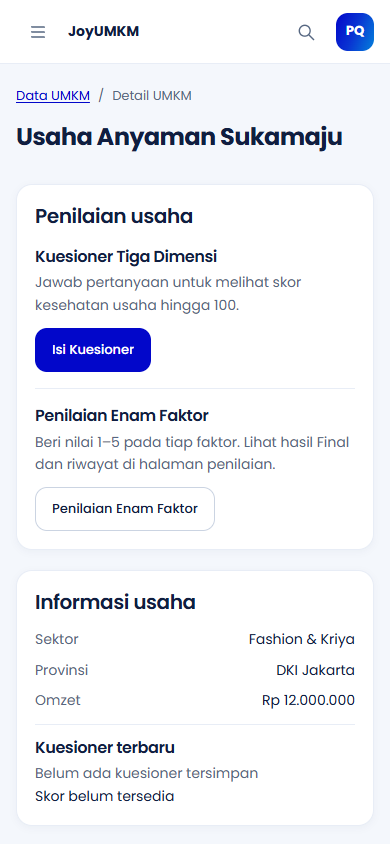 JoyUMKM
PQ
Data UMKM / Detail UMKM
Usaha Anyaman Sukamaju
Penilaian usaha
Kuesioner Tiga Dimensi
Jawab pertanyaan untuk melihat skor
kesehatan usaha hingga 100.
Isi Kuesioner
Penilaian Enam Faktor
Beri nilai 1–5 pada tiap faktor. Lihat hasil Final
dan riwayat di halaman penilaian.
Penilaian Enam Faktor
Informasi usaha
Sektor Fashion & Kriya
Provinsi DKI Jakarta
Omzet Rp 12.000.000
Kuesioner terbaru
Belum ada kuesioner tersimpan
Skor belum tersedia